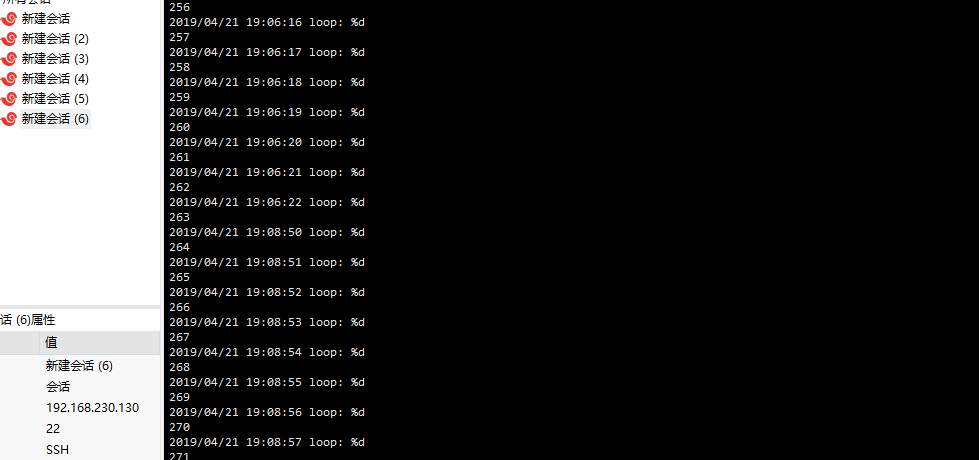 所有会话
新建会话
新建会话 (2)
新建会话 (3)
新建会话 (4)
新建会话 (5)
新建会话 (6)
话 (6)属性
值
新建会话 (6)
会话
192.168.230.130
22
SSH
256
2019/04/21 19:06:16 loop: %d
257
2019/04/21 19:06:17 loop: %d
258
2019/04/21 19:06:18 loop: %d
259
2019/04/21 19:06:19 loop: %d
260
2019/04/21 19:06:20 loop: %d
261
2019/04/21 19:06:21 loop: %d
262
2019/04/21 19:06:22 loop: %d
263
2019/04/21 19:08:50 loop: %d
264
2019/04/21 19:08:51 loop: %d
265
2019/04/21 19:08:52 loop: %d
266
2019/04/21 19:08:53 loop: %d
267
2019/04/21 19:08:54 loop: %d
268
2019/04/21 19:08:55 loop: %d
269
2019/04/21 19:08:56 loop: %d
270
2019/04/21 19:08:57 loop: %d
271